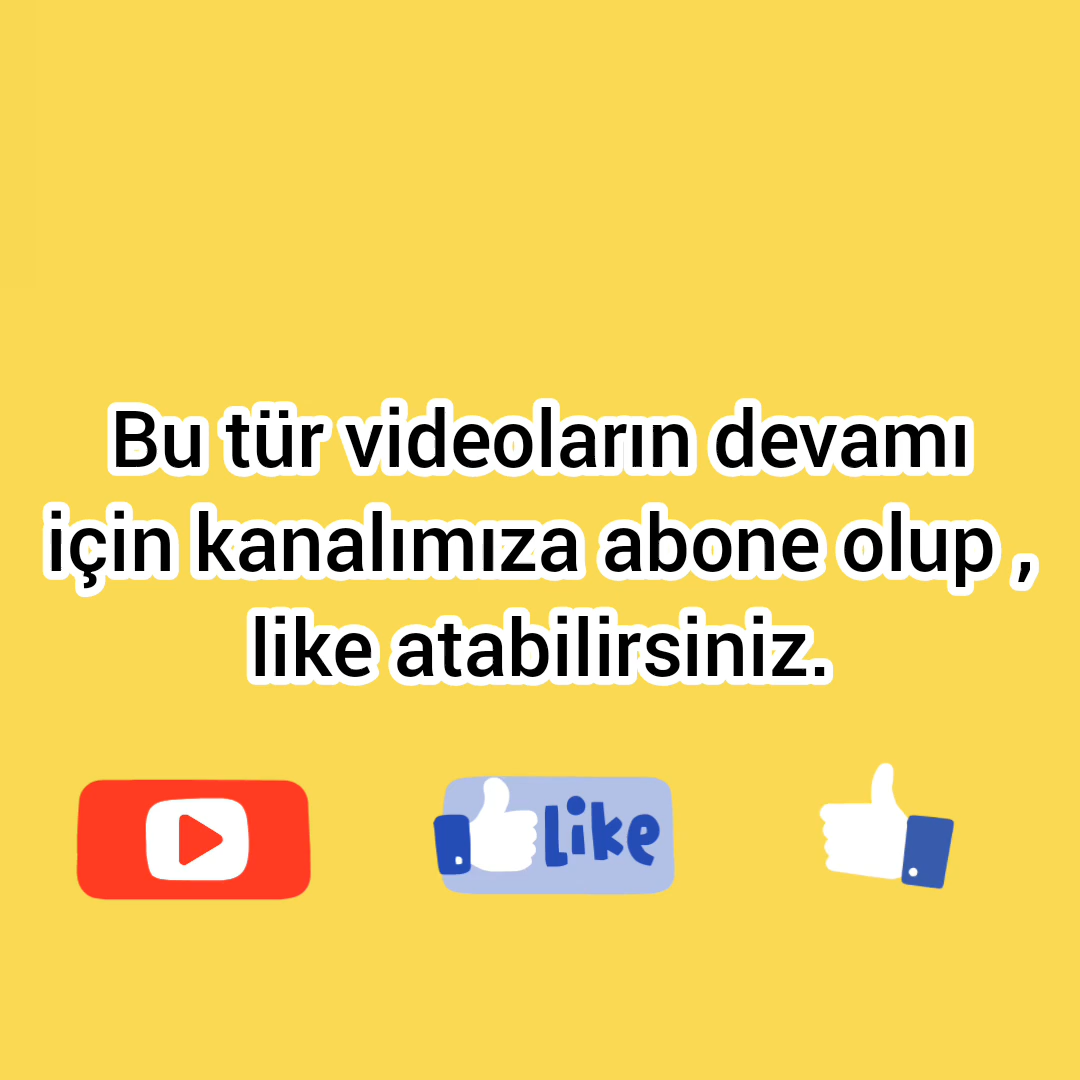 Bu tür videoların devamı
için kanalımıza abone olup ,
like atabilirsiniz.
Like